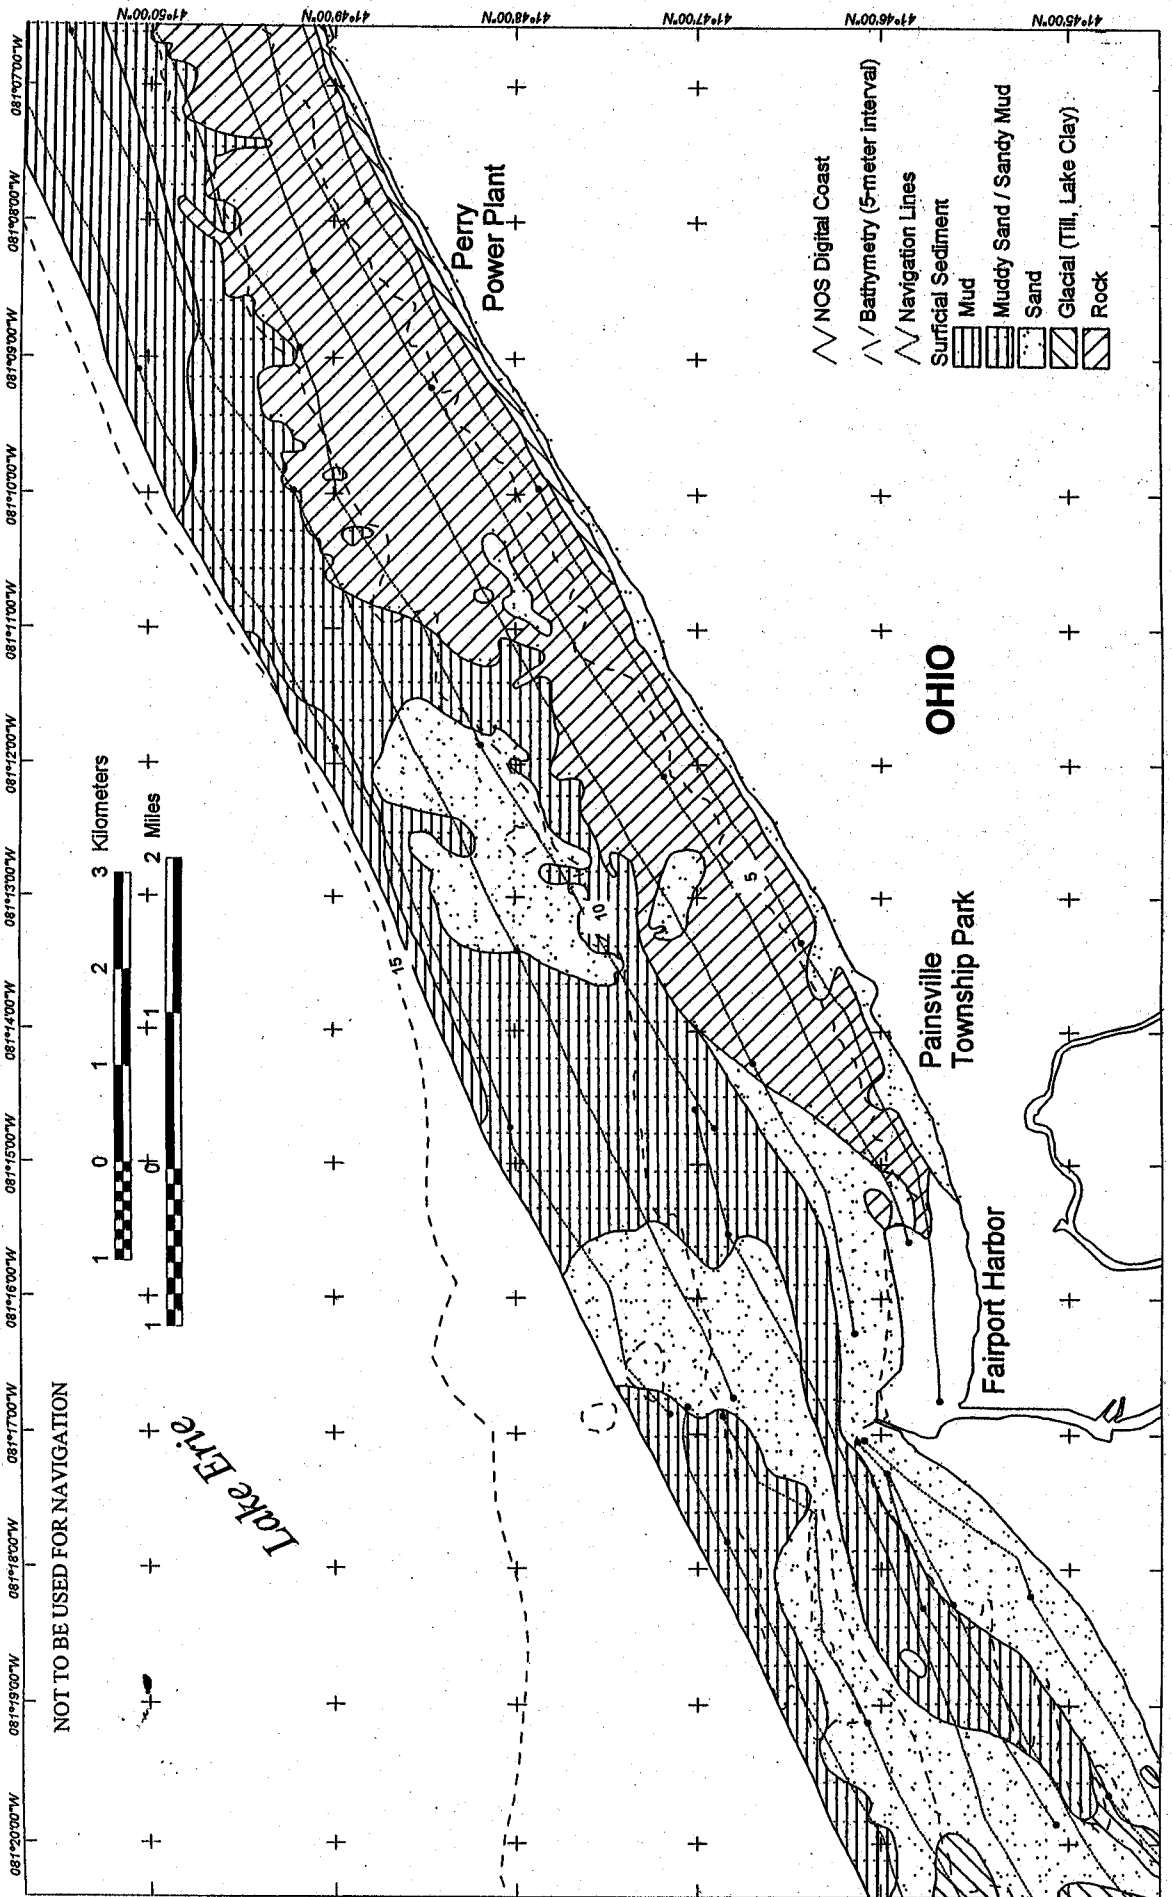 NOT TO BE USED FOR NAVIGATION
Lake Erie
081°20'00"W
081°19'00"W
081°18'00"W
081°17'00"W
081°16'00"W
081°15'00"W
081°14'00"W
081°13'00"W
081°12'00"W
081°11'00"W
081°10'00"W
081°09'00"W
081°08'00"W
081°07'00"W
1 0 1 2 3 Kilometers
1 0 1 2 Miles
41°50'00"N
41°49'00"N
41°48'00"N
41°47'00"N
41°46'00"N
41°45'00"N
15
10
5
Perry
Power Plant
OHIO
Painsville
Township Park
Fairport Harbor
NOS Digital Coast
Bathymetry (5-meter interval)
Navigation Lines
Surficial Sediment
Mud
Muddy Sand / Sandy Mud
Sand
Glacial (Till, Lake Clay)
Rock